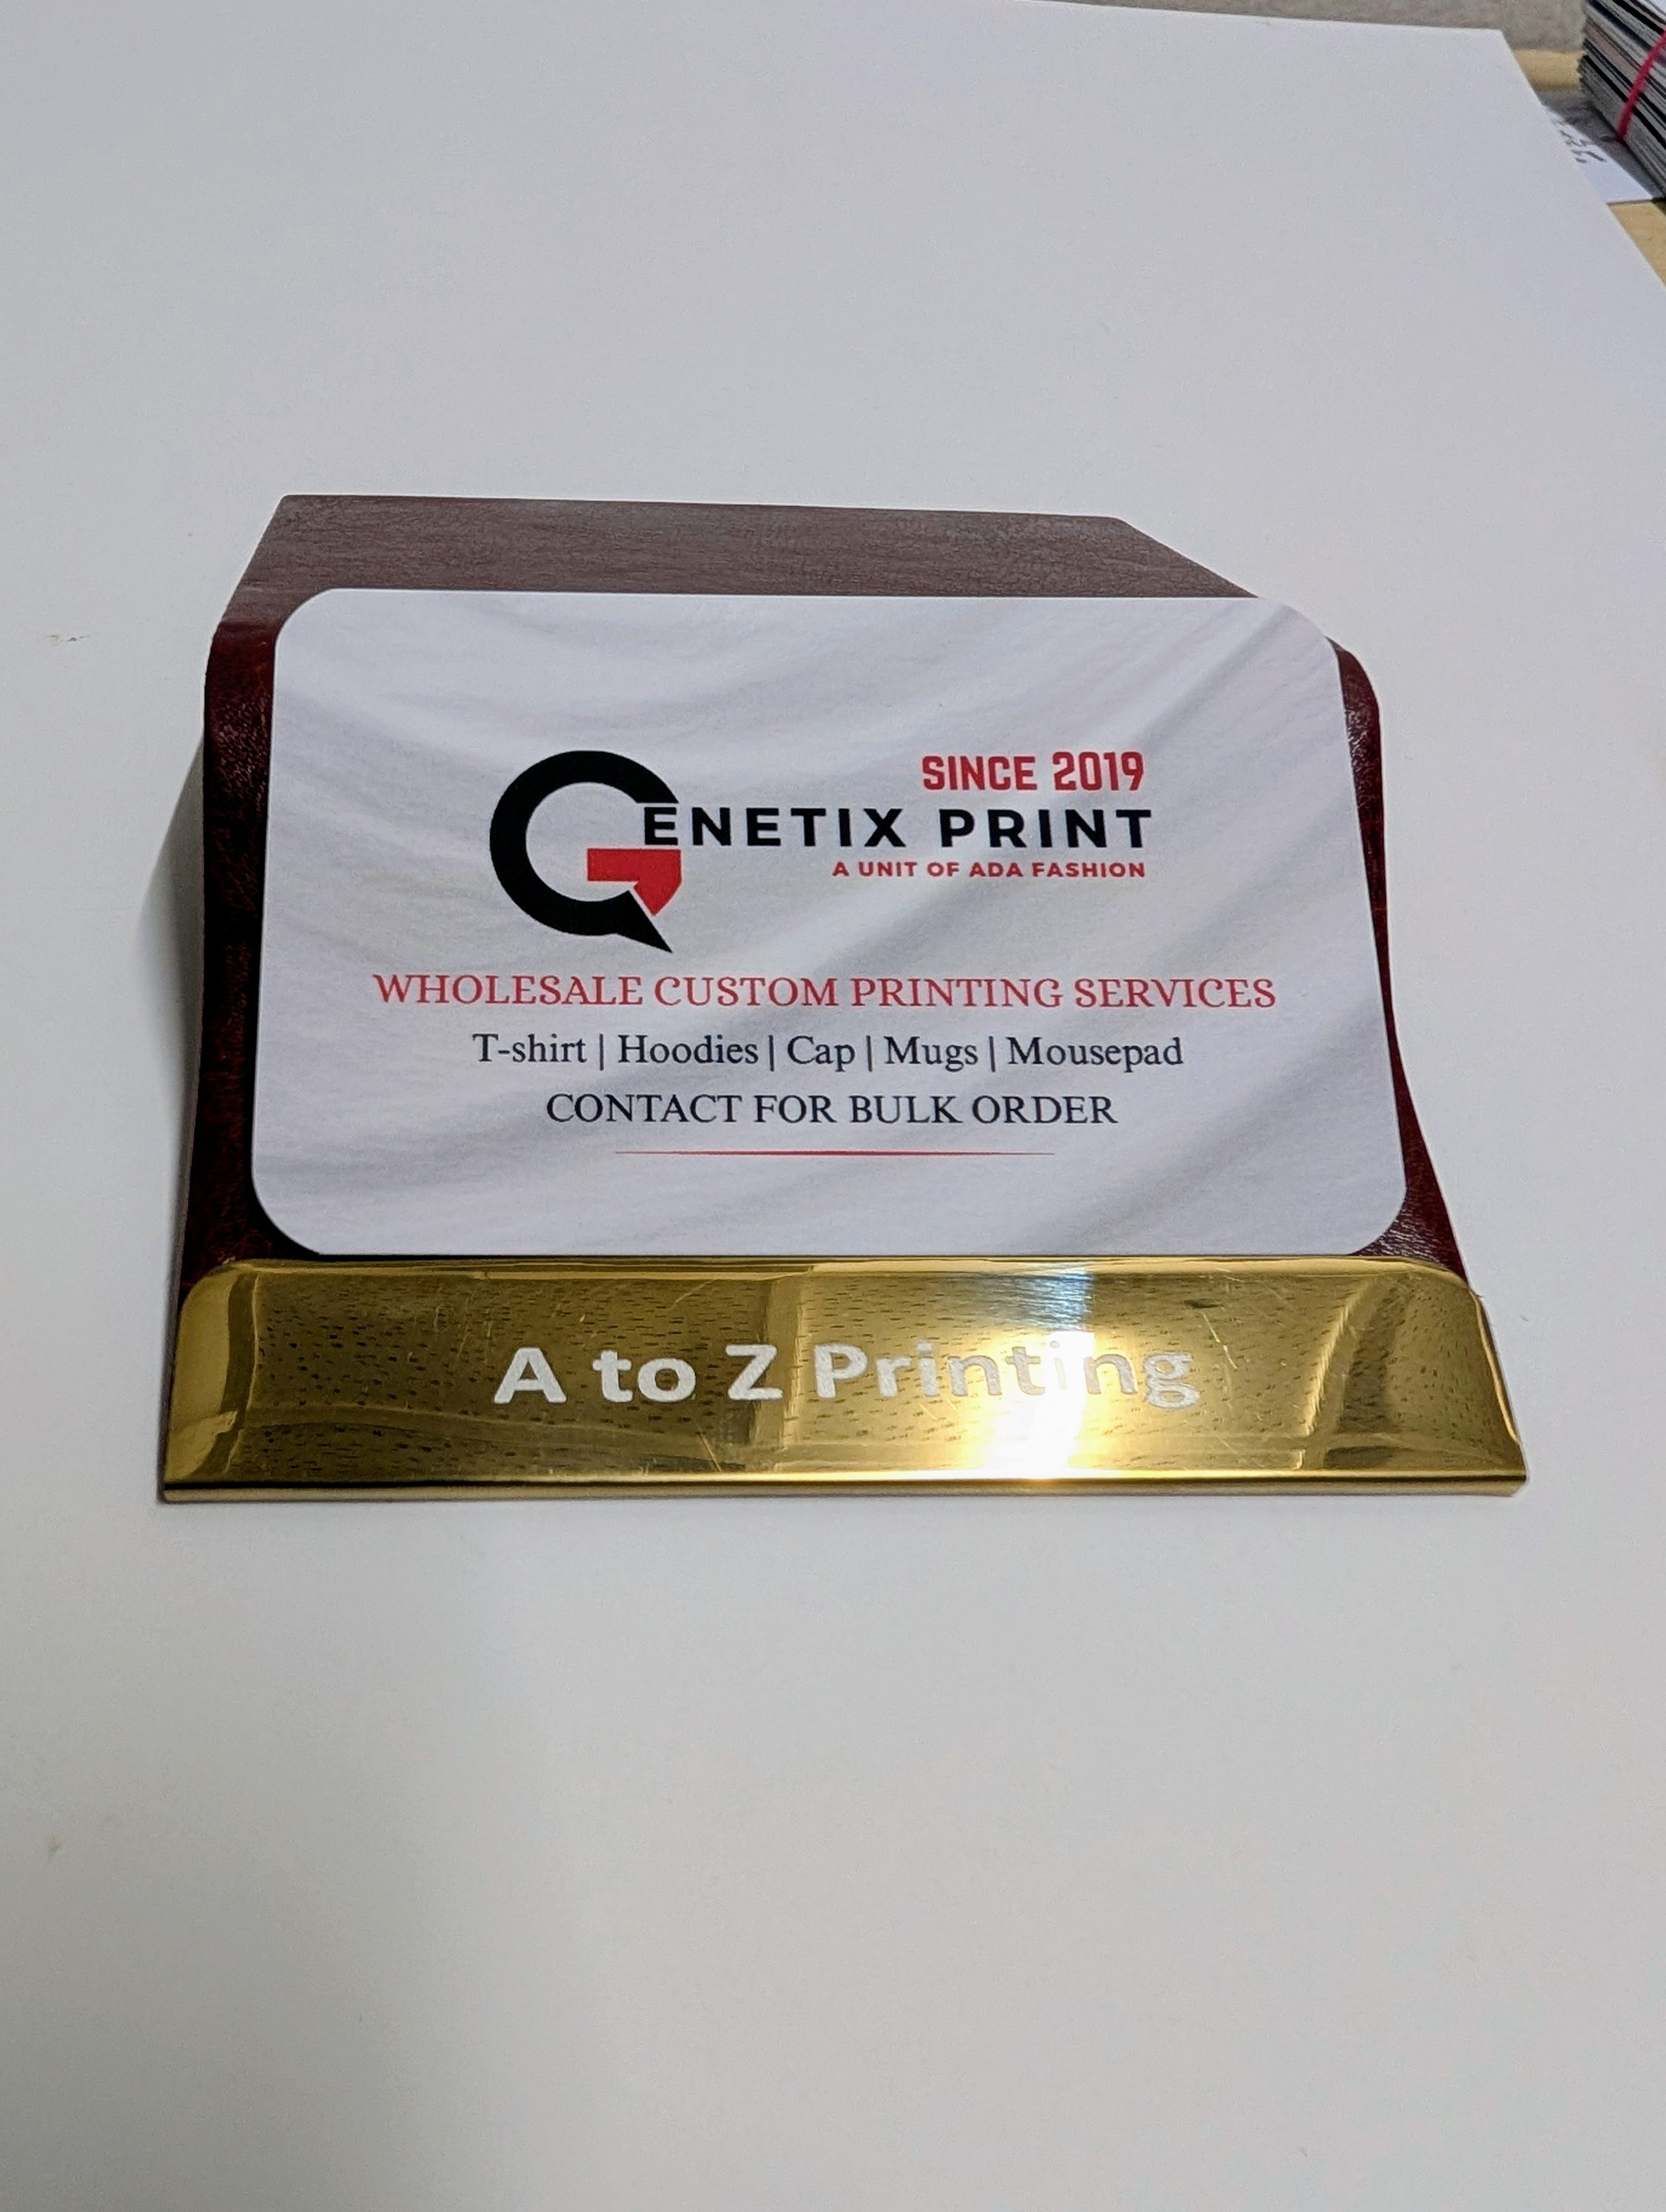 SINCE 2019
GENETIX PRINT
A UNIT OF ADA FASHION
WHOLESALE CUSTOM PRINTING SERVICES
T-shirt | Hoodies | Cap | Mugs | Mousepad
CONTACT FOR BULK ORDER
A to Z Printing